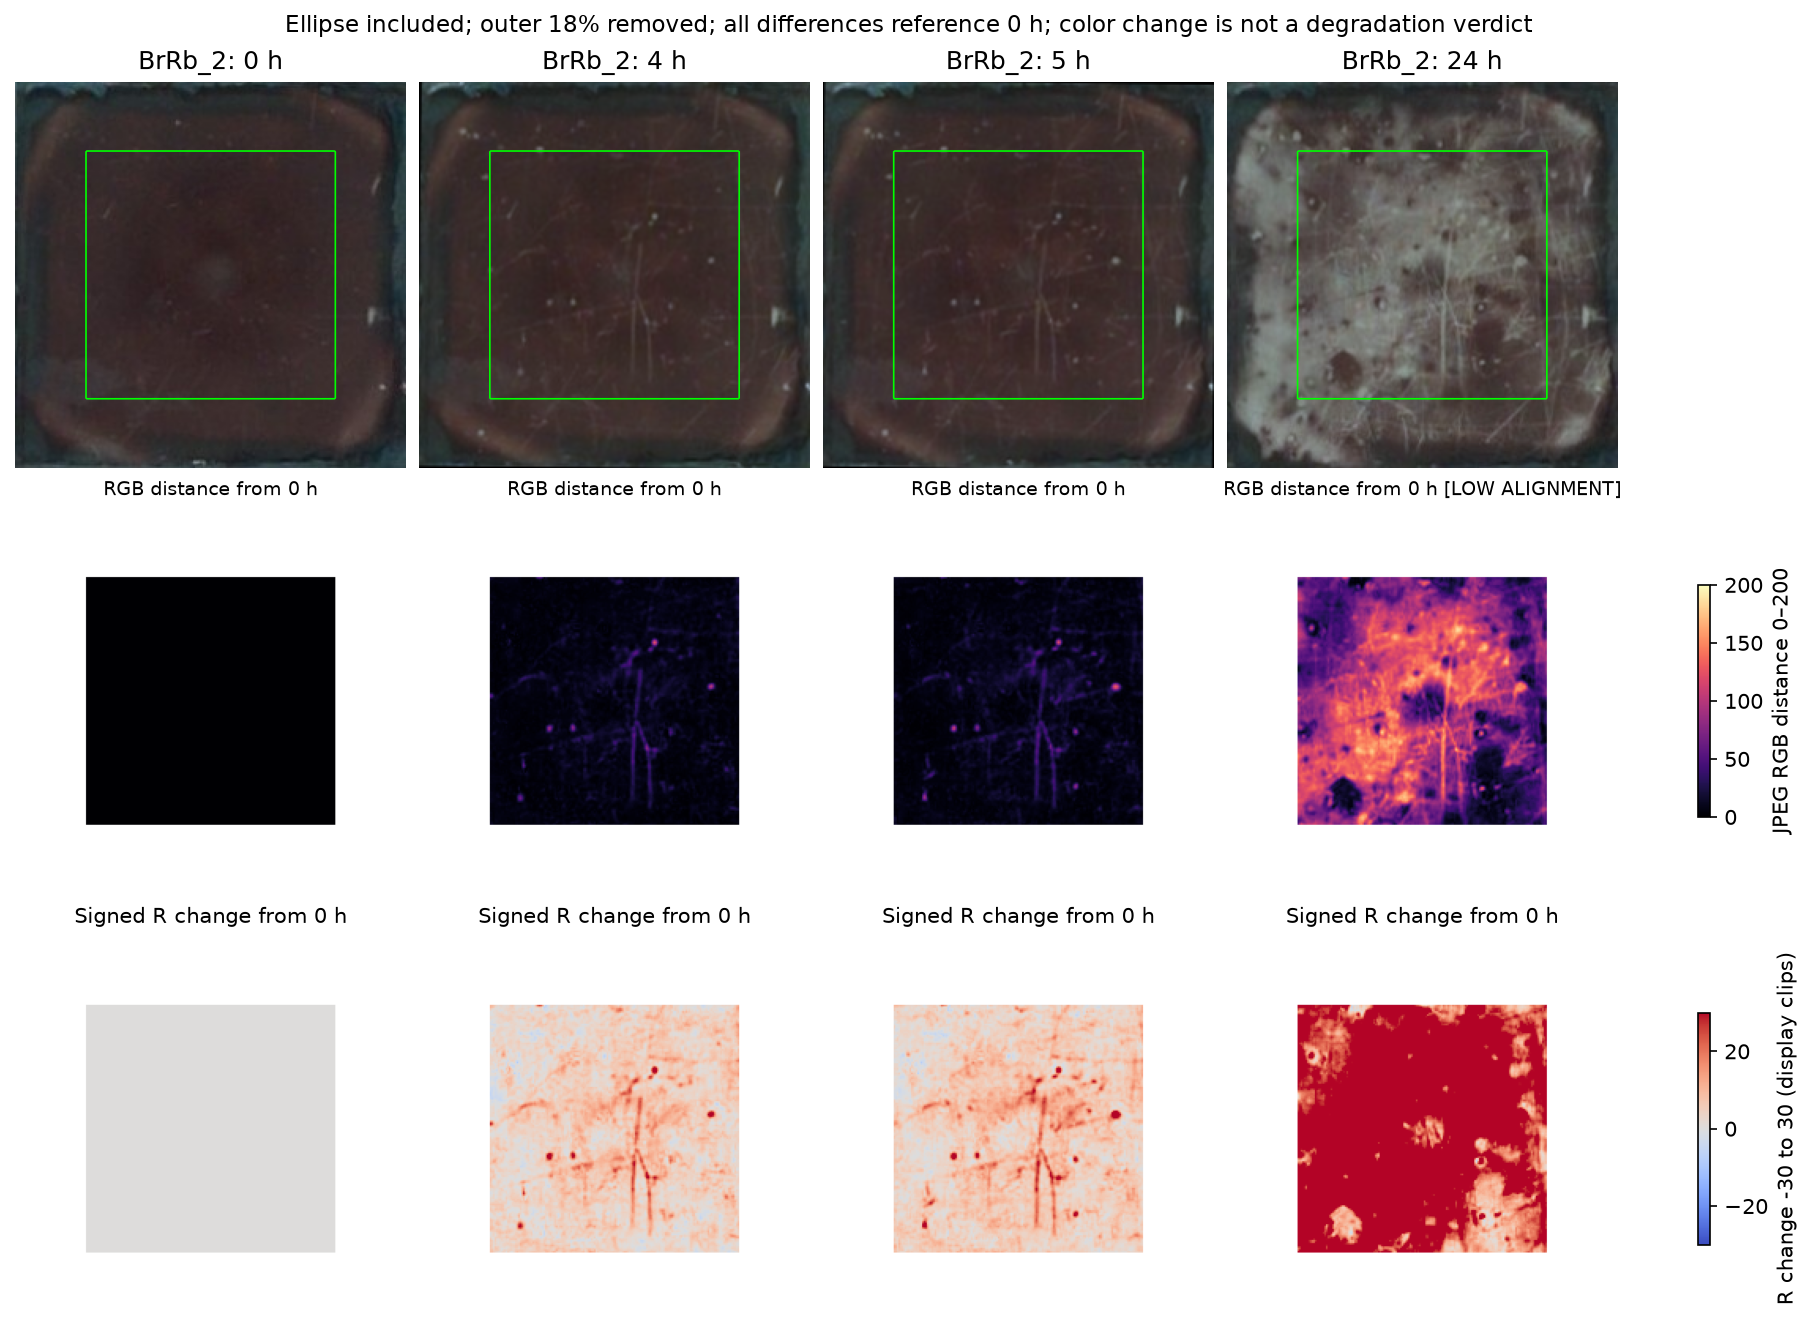 Ellipse included; outer 18% removed; all differences reference 0 h; color change is not a degradation verdict
BrRb_2: 0 h
BrRb_2: 4 h
BrRb_2: 5 h
BrRb_2: 24 h
RGB distance from 0 h
RGB distance from 0 h
RGB distance from 0 h
RGB distance from 0 h [LOW ALIGNMENT]
200
150
100
50
0
JPEG RGB distance 0–200
Signed R change from 0 h
Signed R change from 0 h
Signed R change from 0 h
Signed R change from 0 h
20
0
−20
R change -30 to 30 (display clips)